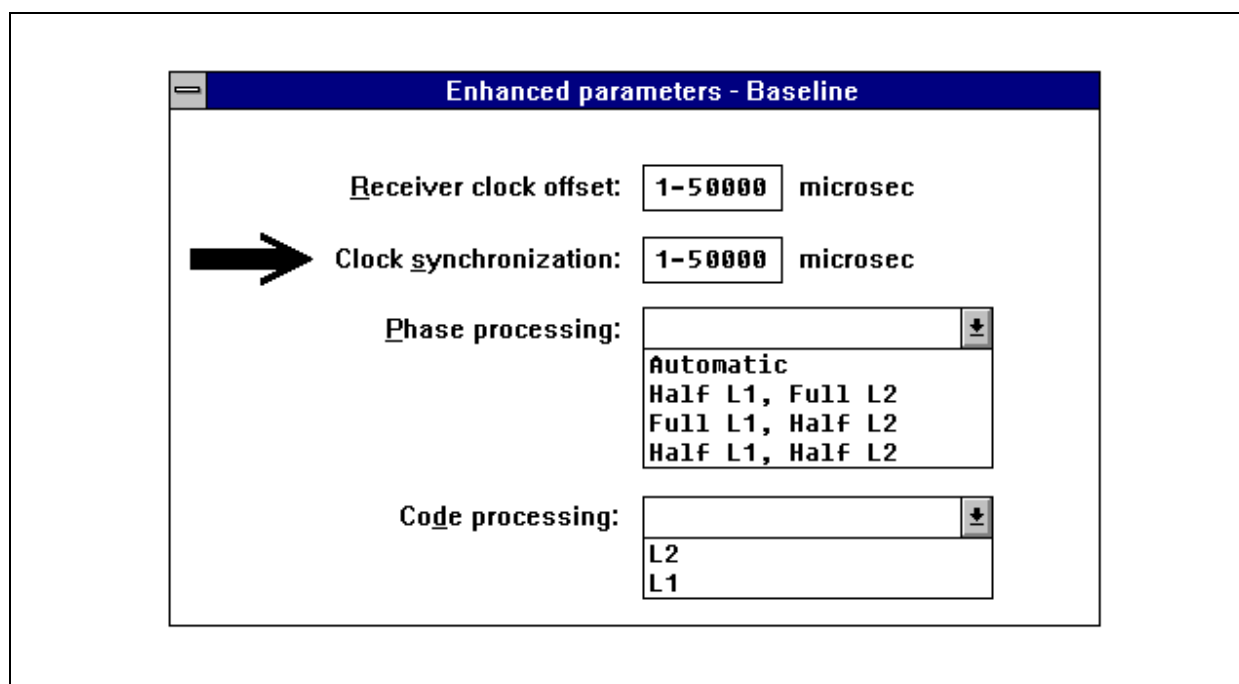 Enhanced parameters - Baseline
Receiver clock offset: 1-50000 microsec
Clock synchronization: 1-50000 microsec
Phase processing:
Automatic
Half L1, Full L2
Full L1, Half L2
Half L1, Half L2
Code processing:
L2
L1